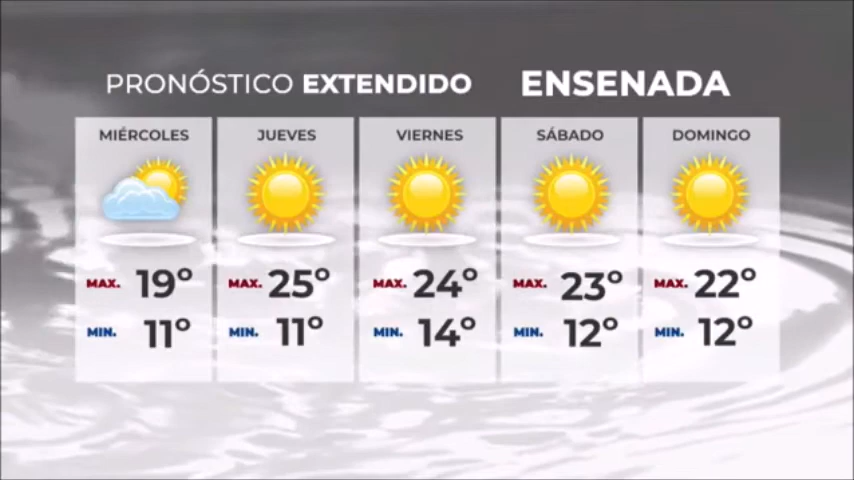 PRONÓSTICO EXTENDIDO ENSENADA
MIÉRCOLES JUEVES VIERNES SÁBADO DOMINGO
MAX. 19° MAX. 25° MAX. 24° MAX. 23° MAX. 22°
MIN. 11° MIN. 11° MIN. 14° MIN. 12° MIN. 12°